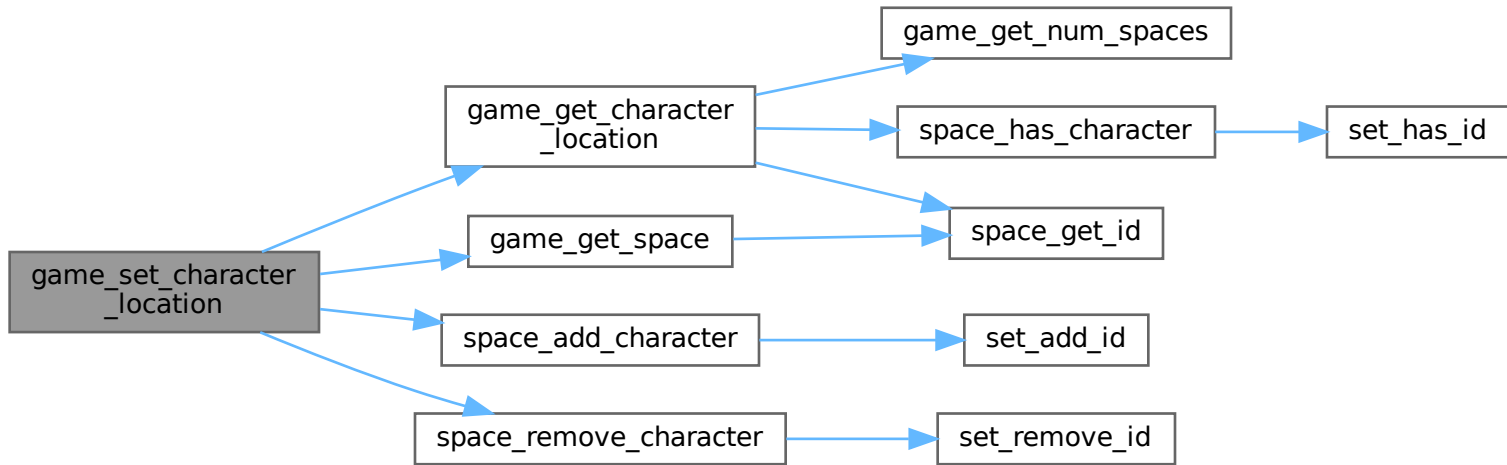 game_set_character
_location
game_get_character
_location
game_get_space
space_add_character
space_remove_character
game_get_num_spaces
space_has_character
space_get_id
set_add_id
set_remove_id
set_has_id